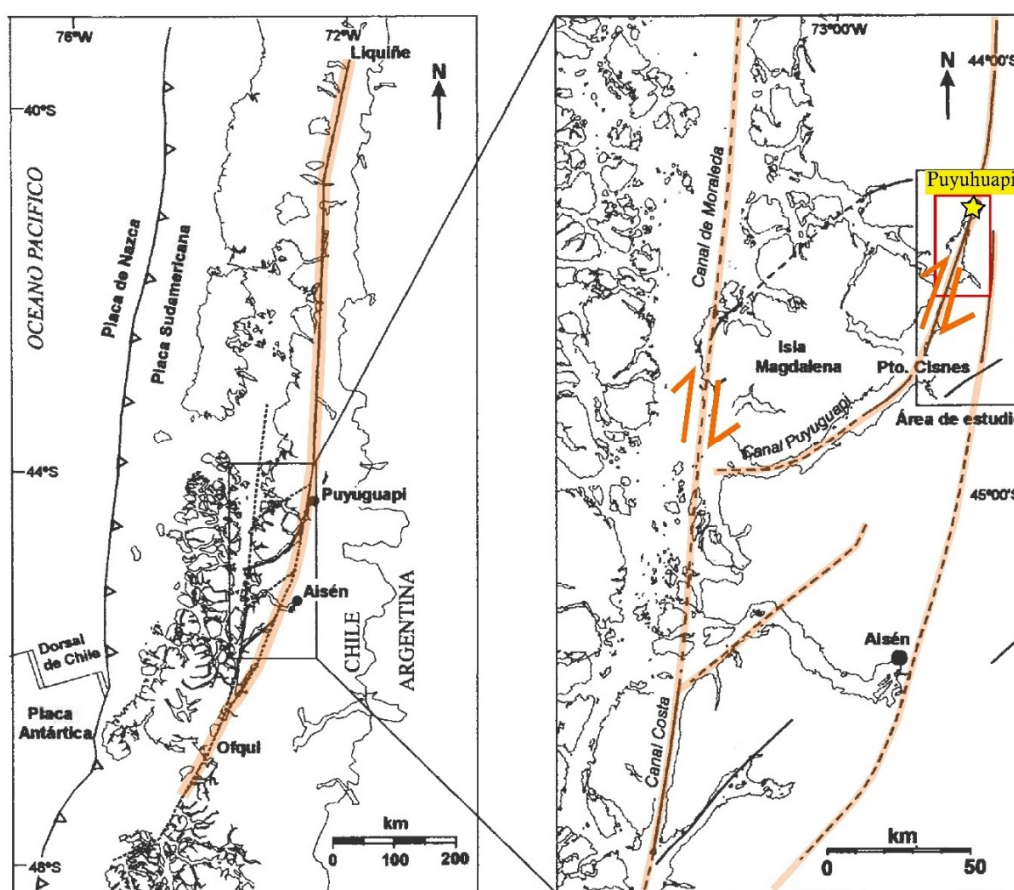 76°W
72°W
Liquiñe
N
40°S
OCEANO PACIFICO
Placa de Nazca
Placa Sudamericana
44°S
Puyuguapi
Aisén
CHILE
ARGENTINA
Dorsal
de Chile
Placa
Antártica
Ofqui
km
0 100 200
48°S
73°00'W
44°00'S
N
Puyuhuapi
Canal de Moraleda
Isla
Magdalena
Pto. Cisnes
Canal Puyuguapi
Área de estudio
45°00'S
Aisén
Canal Costa
km
0 50